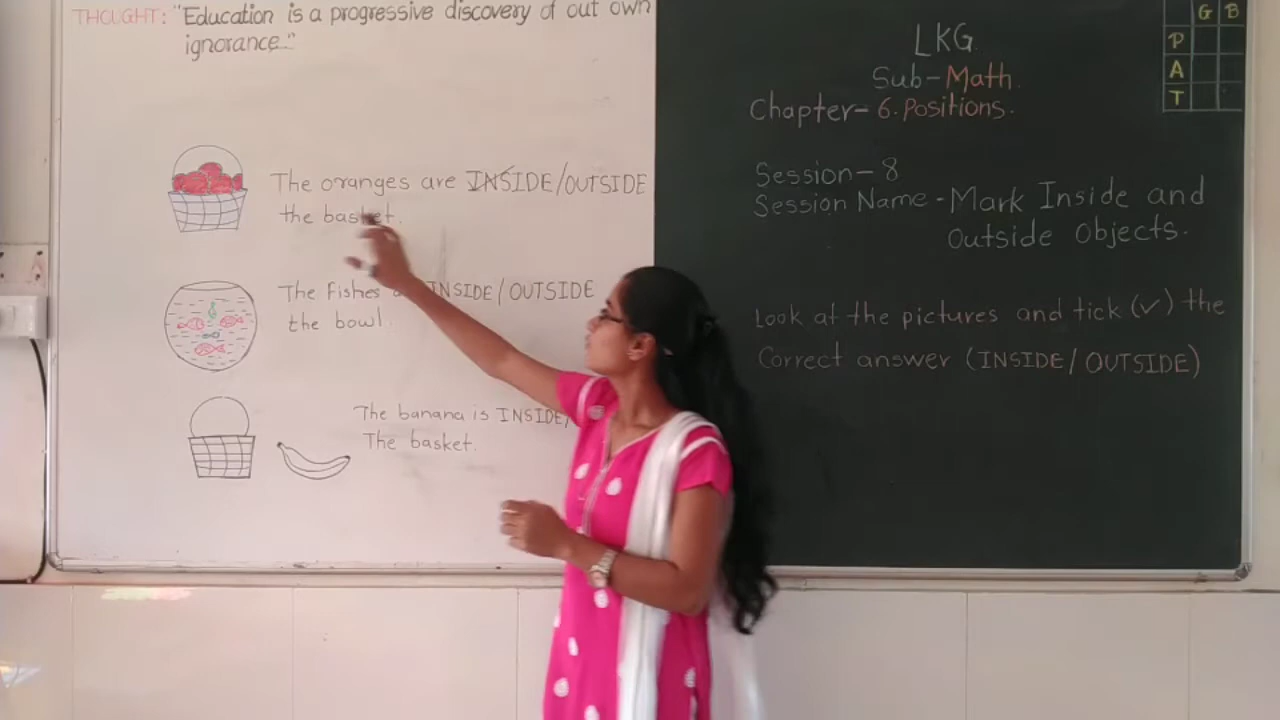 THOUGHT: "Education is a progressive discovery of out own
ignorance..."
The oranges are INSIDE/OUTSIDE
the basket.
The fishes INSIDE/OUTSIDE
the bowl.
The banana is INSIDE/
The basket.
G B
P
A
T
LKG
Sub-Math.
Chapter-6.Positions.
Session-8
Session Name-Mark Inside and
Outside Objects.
Look at the pictures and tick (✓) the
Correct answer (INSIDE/OUTSIDE)